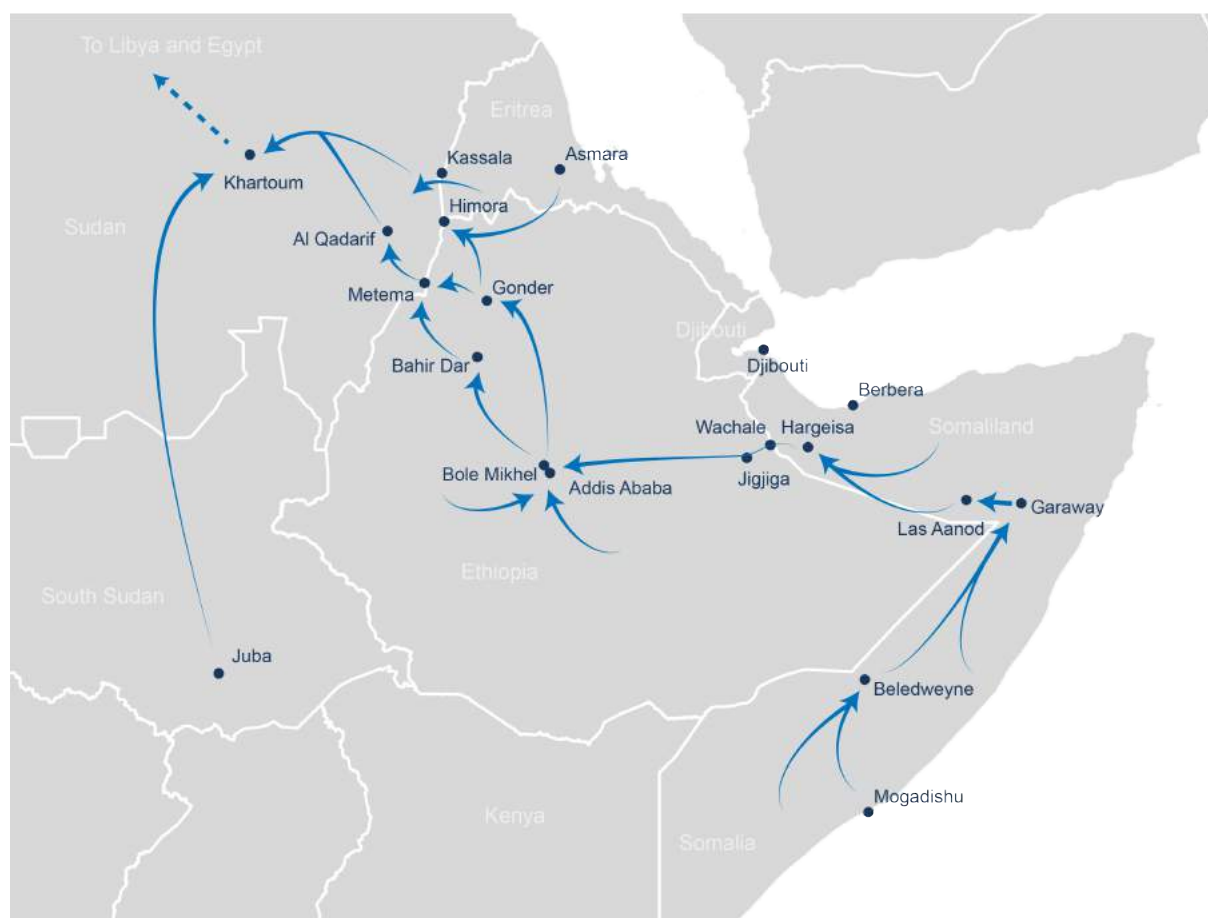 To Libya and Egypt
Eritrea
Kassala
Asmara
Khartoum
Himora
Sudan
Al Qadarif
Metema
Gonder
Djibouti
Djibouti
Bahir Dar
Berbera
Wachale
Hargeisa
Somaliland
Bole Mikhel
Addis Ababa
Jigjiga
Las Aanod
Garaway
Ethiopia
South Sudan
Juba
Beledweyne
Mogadishu
Kenya
Somalia